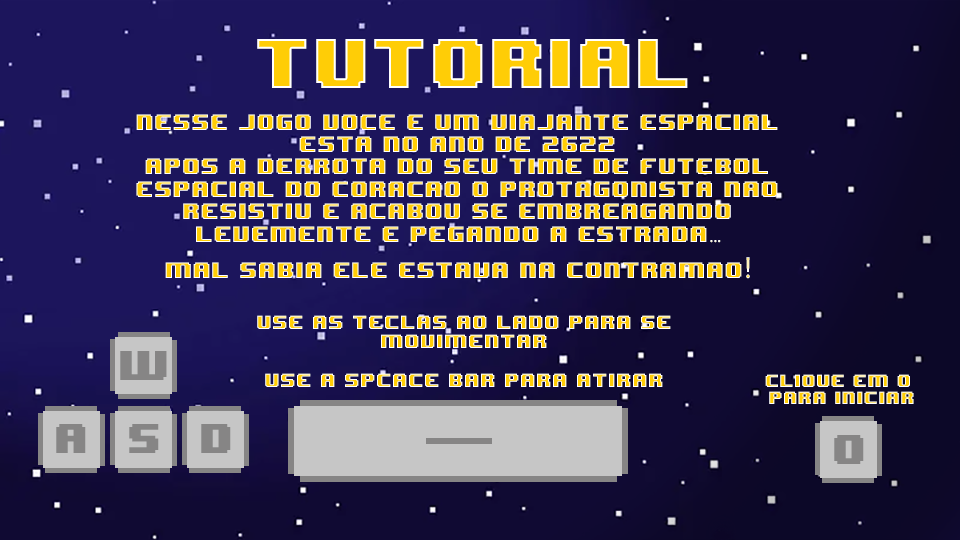 TUTORIAL
NESSE JOGO VOCE E UM VIAJANTE ESPACIAL
ESTA NO ANO DE 2622
APOS A DERROTA DO SEU TIME DE FUTEBOL
ESPACIAL DO CORACAO O PROTAGONISTA NAO
RESISTIU E ACABOU SE EMBREAGANDO
LEVEMENTE E PEGANDO A ESTRADA…
MAL SABIA ELE ESTAVA NA CONTRAMAO!
USE AS TECLAS AO LADO PARA SE
MOVIMENTAR
USE A SPCACE BAR PARA ATIRAR
CLIQUE EM O
PARA INICIAR
W
A S D
O